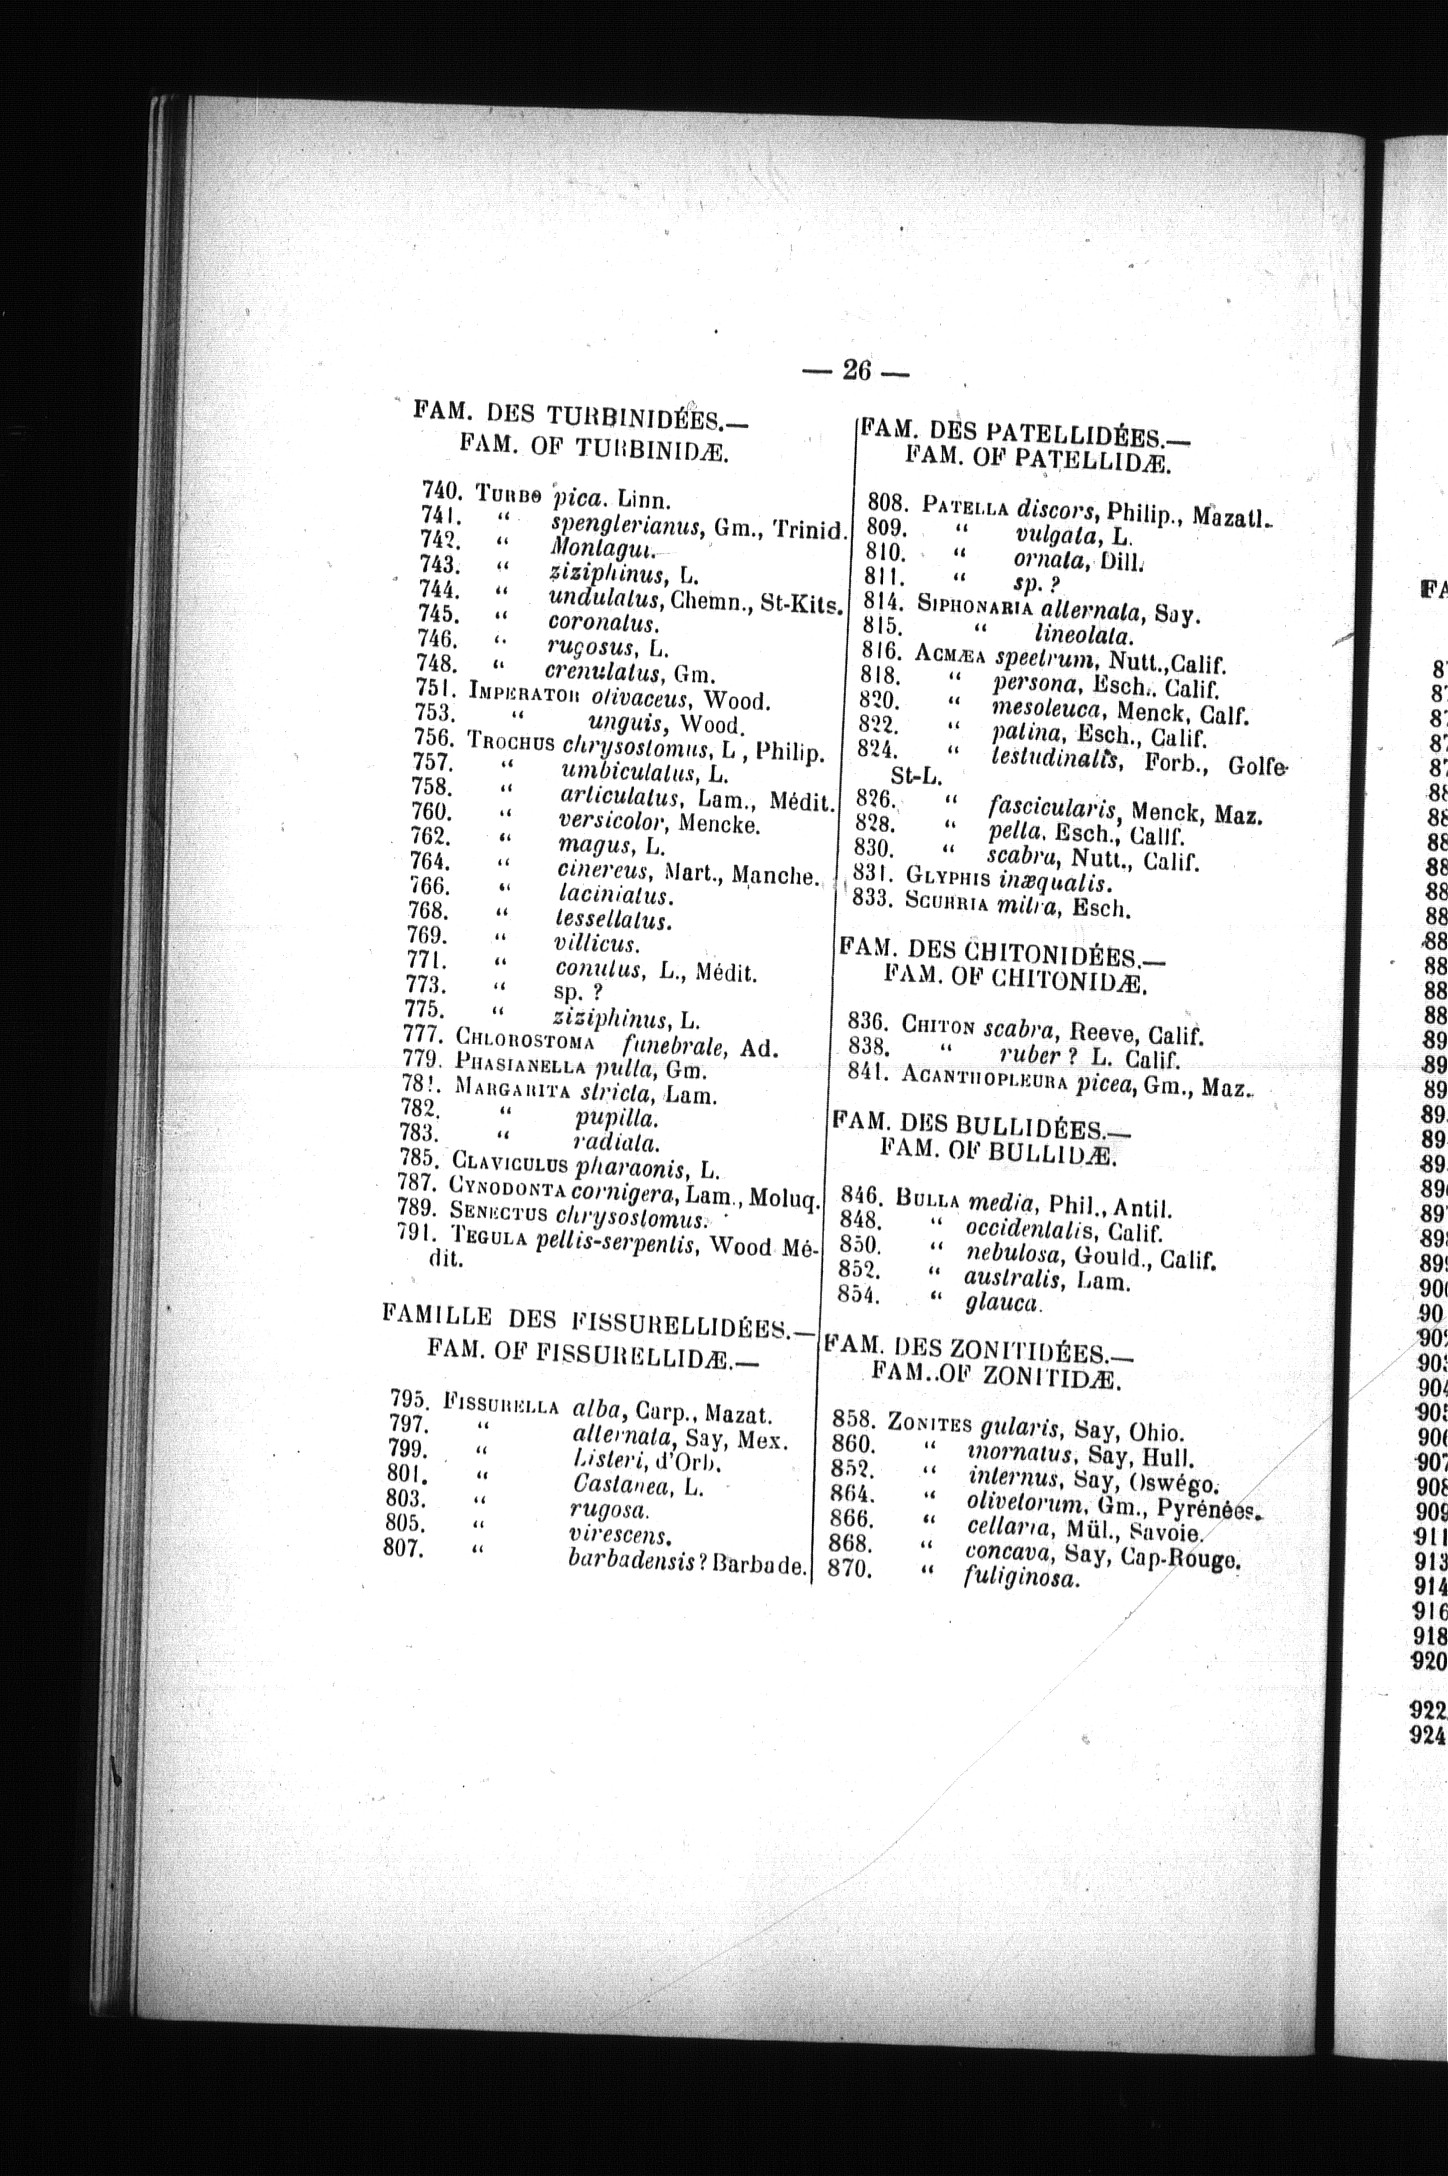 — 26 —
FAM. DES TURBINIDÉES.—
FAM. OF TURBINIDÆ.
740. TURBO pica. Linn.
741. “ spenglerianus, Gm., Trinid.
742. “ Montagui.
743. “ ziziphinus, L.
744. “ undulatus, Chemn., St-Kits.
745. “ coronatus.
746. “ rugosus, L.
748. “ crenulatus, Gm.
751. IMPERATOR olivaceus, Wood.
753. “ unguis, Wood.
756. TROCHUS chrysostomus, L, Philip.
757. “ umbiculatus, L.
758. “ articulatus, Lam., Médit.
760. “ versicolor, Mencke.
762. “ magus, L.
764. “ cinereus, Mart., Manche.
766. “ laciniatus.
768. “ tessellatus.
769. “ villicus.
771. “ conulus, L., Médit.
773. “ sp. ?
775. “ ziziphinus, L.
777. CHLOROSTOMA funebrale, Ad.
779. PHASIANELLA pulla, Gm.
781. MARGARITA stricta, Lam.
782. “ pupilla.
783. “ radiata.
785. CLAVICULUS pharaonis, L.
787. CYNODONTA cornigera, Lam., Moluq.
789. SENECTUS chrysostomus.
791. TEGULA pellis-serpentis, Wood Mé-
dit.
FAMILLE DES FISSURELLIDÉES.—
FAM. OF FISSURELLIDÆ.—
795. FISSURELLA alba, Carp., Mazat.
797. “ alternata, Say, Mex.
799. “ Listeri, d'Orb.
801. “ Castanea, L.
803. “ rugosa.
805. “ virescens.
807. “ barbadensis ? Barbade.
FAM. DES PATELLIDÉES.—
FAM. OF PATELLIDÆ.
808. PATELLA discors, Philip., Mazatl.
809. “ vulgata, L.
810. “ ornata, Dill.
811. “ sp. ?
814. SIPHONARIA alternata, Say.
815. “ lineolata.
816. ACMÆA spectrum, Nutt., Calif.
818. “ persona, Esch., Calif.
820. “ mesoleuca, Menck, Calf.
822. “ patina, Esch., Calif.
824. “ testudinalis, Forb., Golfe
St-L.
826. “ fascicularis, Menck, Maz.
828. “ pella, Esch., Calif.
830. “ scabra, Nutt., Calif.
831. GLYPHIS inæqualis.
833. SCURRIA mitra, Esch.
FAM. DES CHITONIDÉES.—
FAM. OF CHITONIDÆ.
836. CHITON scabra, Reeve, Calif.
838. “ ruber ? L. Calif.
841. ACANTHOPLEURA picea, Gm., Maz.
FAM. DES BULLIDÉES.—
FAM. OF BULLIDÆ.
846. BULLA media, Phil., Antil.
848. “ occidentalis, Calif.
850. “ nebulosa, Gould., Calif.
852. “ australis, Lam.
854. “ glauca.
FAM. DES ZONITIDÉES.—
FAM..OF ZONITIDÆ.
858. ZONITES gularis, Say, Ohio.
860. “ inornatus, Say, Hull.
852. “ internus, Say, Oswégo.
864. “ olivetorum, Gm., Pyrénées.
866. “ cellaria, Mül., Savoie.
868. “ concava, Say, Cap-Rouge.
870. “ fuliginosa.
911
913
914
916
918
920
922
924